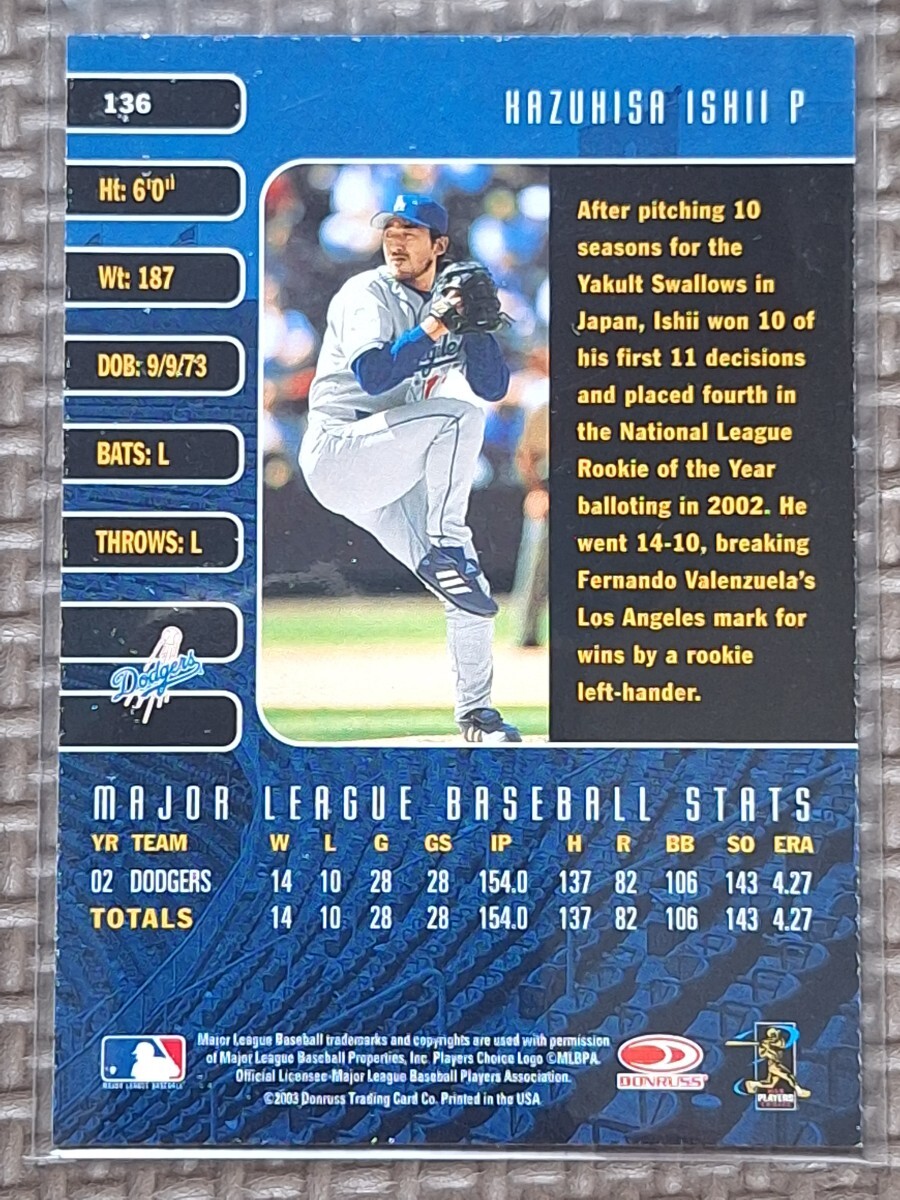 136
KAZUHISA ISHII P
Ht: 6'0"
Wt: 187
DOB: 9/9/73
BATS: L
THROWS: L
Dodgers
After pitching 10
seasons for the
Yakult Swallows in
Japan, Ishii won 10 of
his first 11 decisions
and placed fourth in
the National League
Rookie of the Year
balloting in 2002. He
went 14-10, breaking
Fernando Valenzuela's
Los Angeles mark for
wins by a rookie
left-hander.
MAJOR LEAGUE BASEBALL STATS
YR TEAM W L G GS IP H R BB SO ERA
02 DODGERS 14 10 28 28 154.0 137 82 106 143 4.27
TOTALS 14 10 28 28 154.0 137 82 106 143 4.27
Major League Baseball trademarks and copyrights are used with permission
of Major League Baseball Properties, Inc. Players Choice Logo ©MLBPA.
Official Licensee-Major League Baseball Players Association.
©2003 Donruss Trading Card Co. Printed in the USA
MAJOR LEAGUE BASEBALL
DONRUSS
PLAYERS